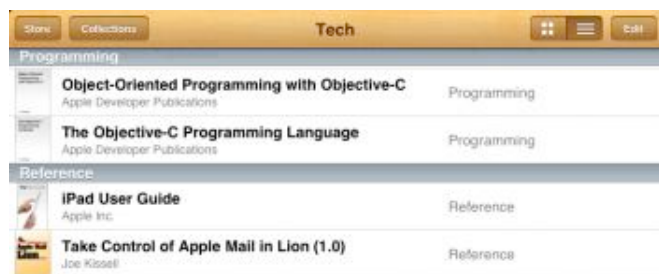 Store Collections Tech Edit
Programming
Object-Oriented Programming with Objective-C
Apple Developer Publications
Programming
The Objective-C Programming Language
Apple Developer Publications
Programming
Reference
iPad User Guide
Apple Inc.
Reference
Take Control of Apple Mail in Lion (1.0)
Joe Kissell
Reference